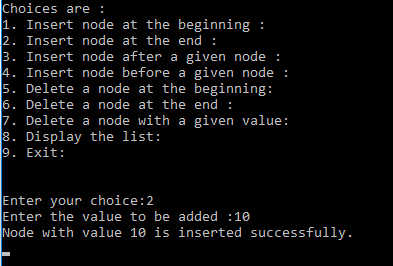 Choices are :
1. Insert node at the beginning :
2. Insert node at the end :
3. Insert node after a given node :
4. Insert node before a given node :
5. Delete a node at the beginning:
6. Delete a node at the end :
7. Delete a node with a given value:
8. Display the list:
9. Exit:
Enter your choice:2
Enter the value to be added :10
Node with value 10 is inserted successfully.